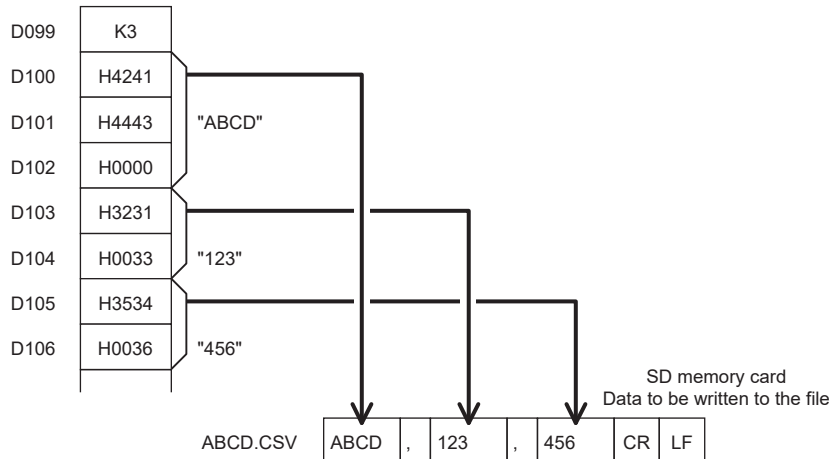 D099 K3
D100 H4241
D101 H4443 "ABCD"
D102 H0000
D103 H3231
D104 H0033 "123"
D105 H3534
D106 H0036 "456"
SD memory card
Data to be written to the file
ABCD.CSV ABCD , 123 , 456 CR LF